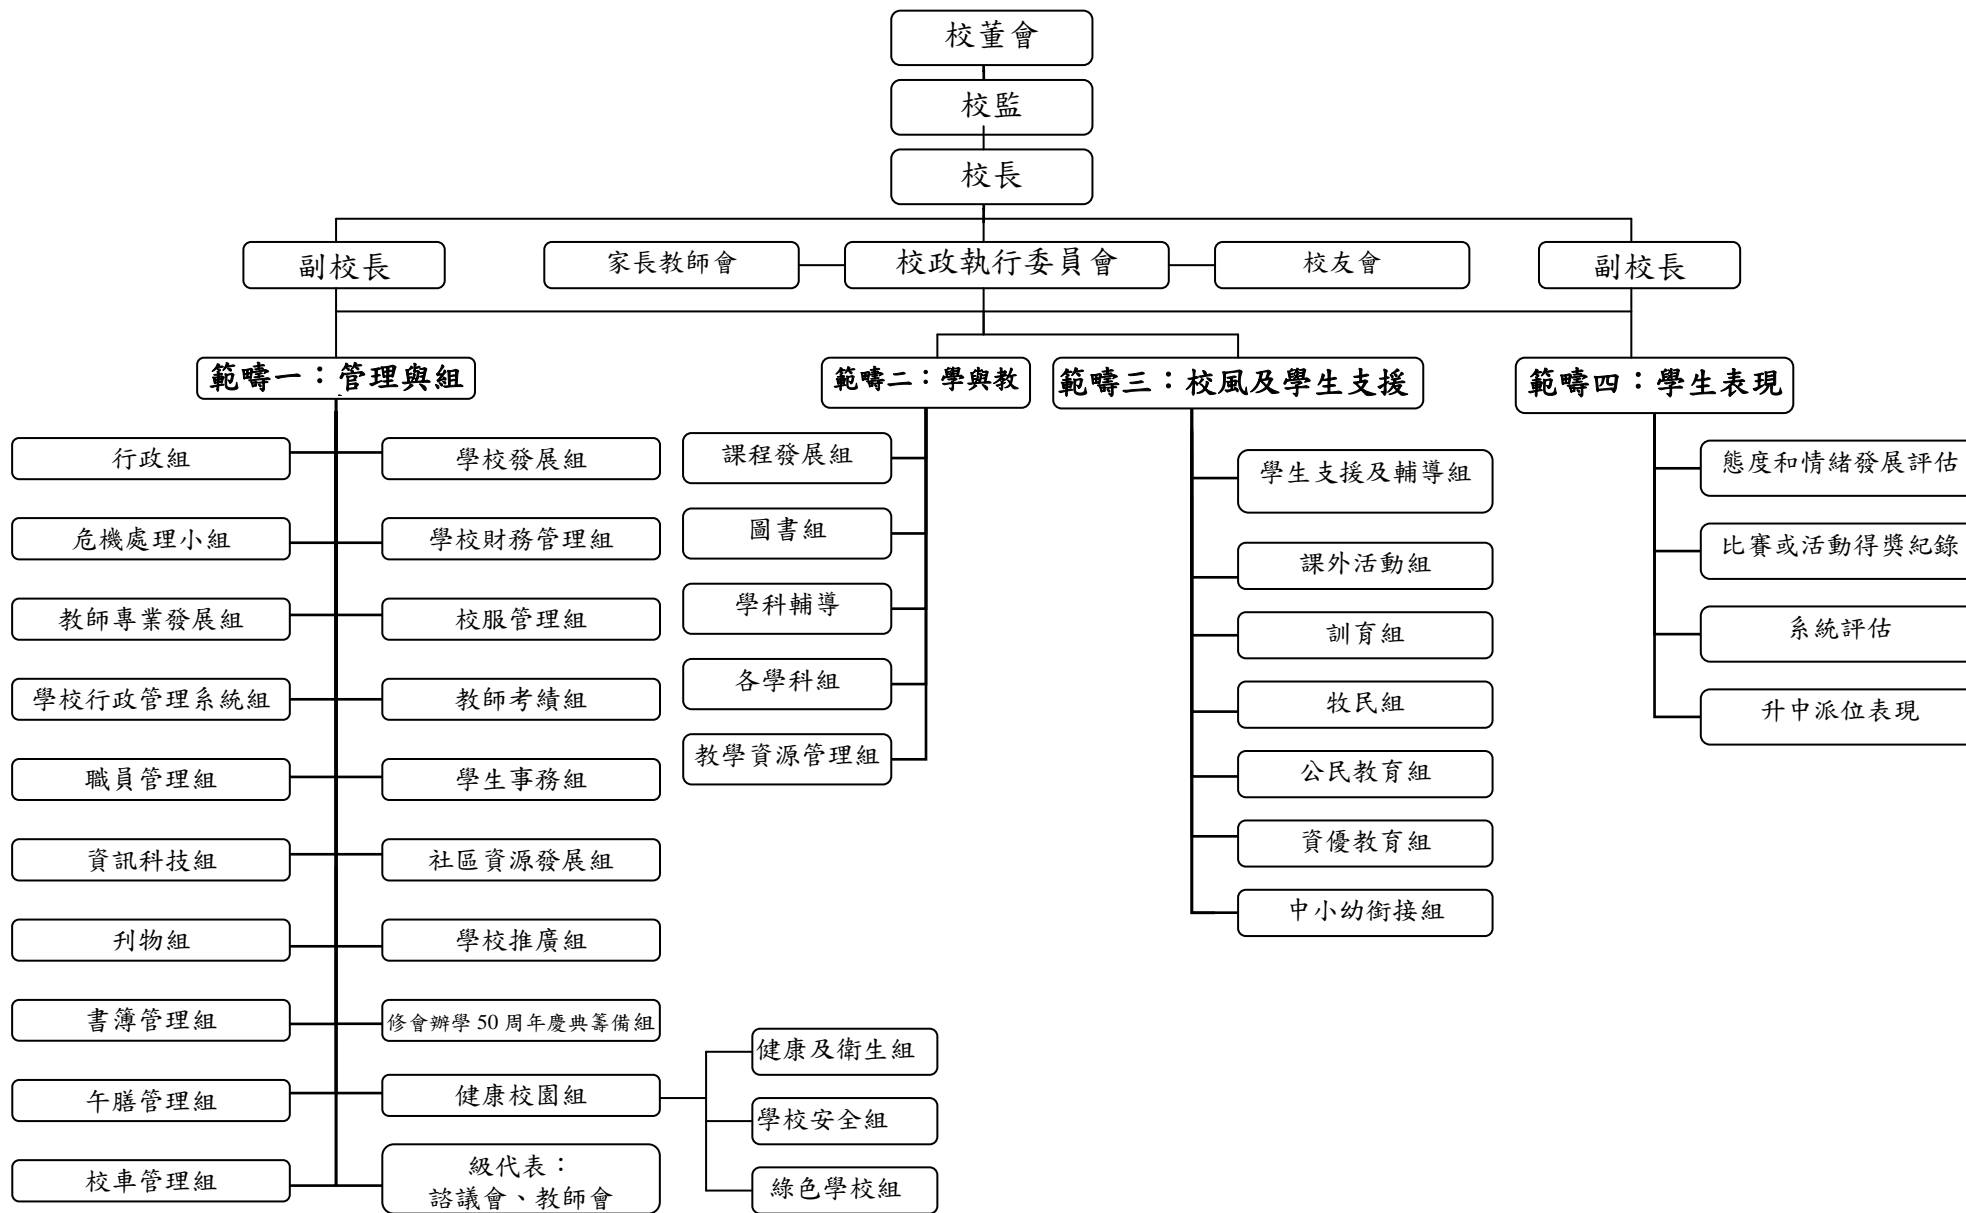 校董會
校監
校長
副校長
家長教師會
校政執行委員會
校友會
副校長
範疇一：管理與組
範疇二：學與教
範疇三：校風及學生支援
範疇四：學生表現
行政組
學校發展組
危機處理小組
學校財務管理組
教師專業發展組
校服管理組
學校行政管理系統組
教師考績組
職員管理組
學生事務組
資訊科技組
社區資源發展組
刊物組
學校推廣組
書簿管理組
修會辦學 50 周年慶典籌備組
午膳管理組
健康校園組
校車管理組
級代表：
諮議會、教師會
健康及衛生組
學校安全組
綠色學校組
課程發展組
圖書組
學科輔導
各學科組
教學資源管理組
學生支援及輔導組
課外活動組
訓育組
牧民組
公民教育組
資優教育組
中小幼銜接組
態度和情緒發展評估
比賽或活動得獎紀錄
系統評估
升中派位表現